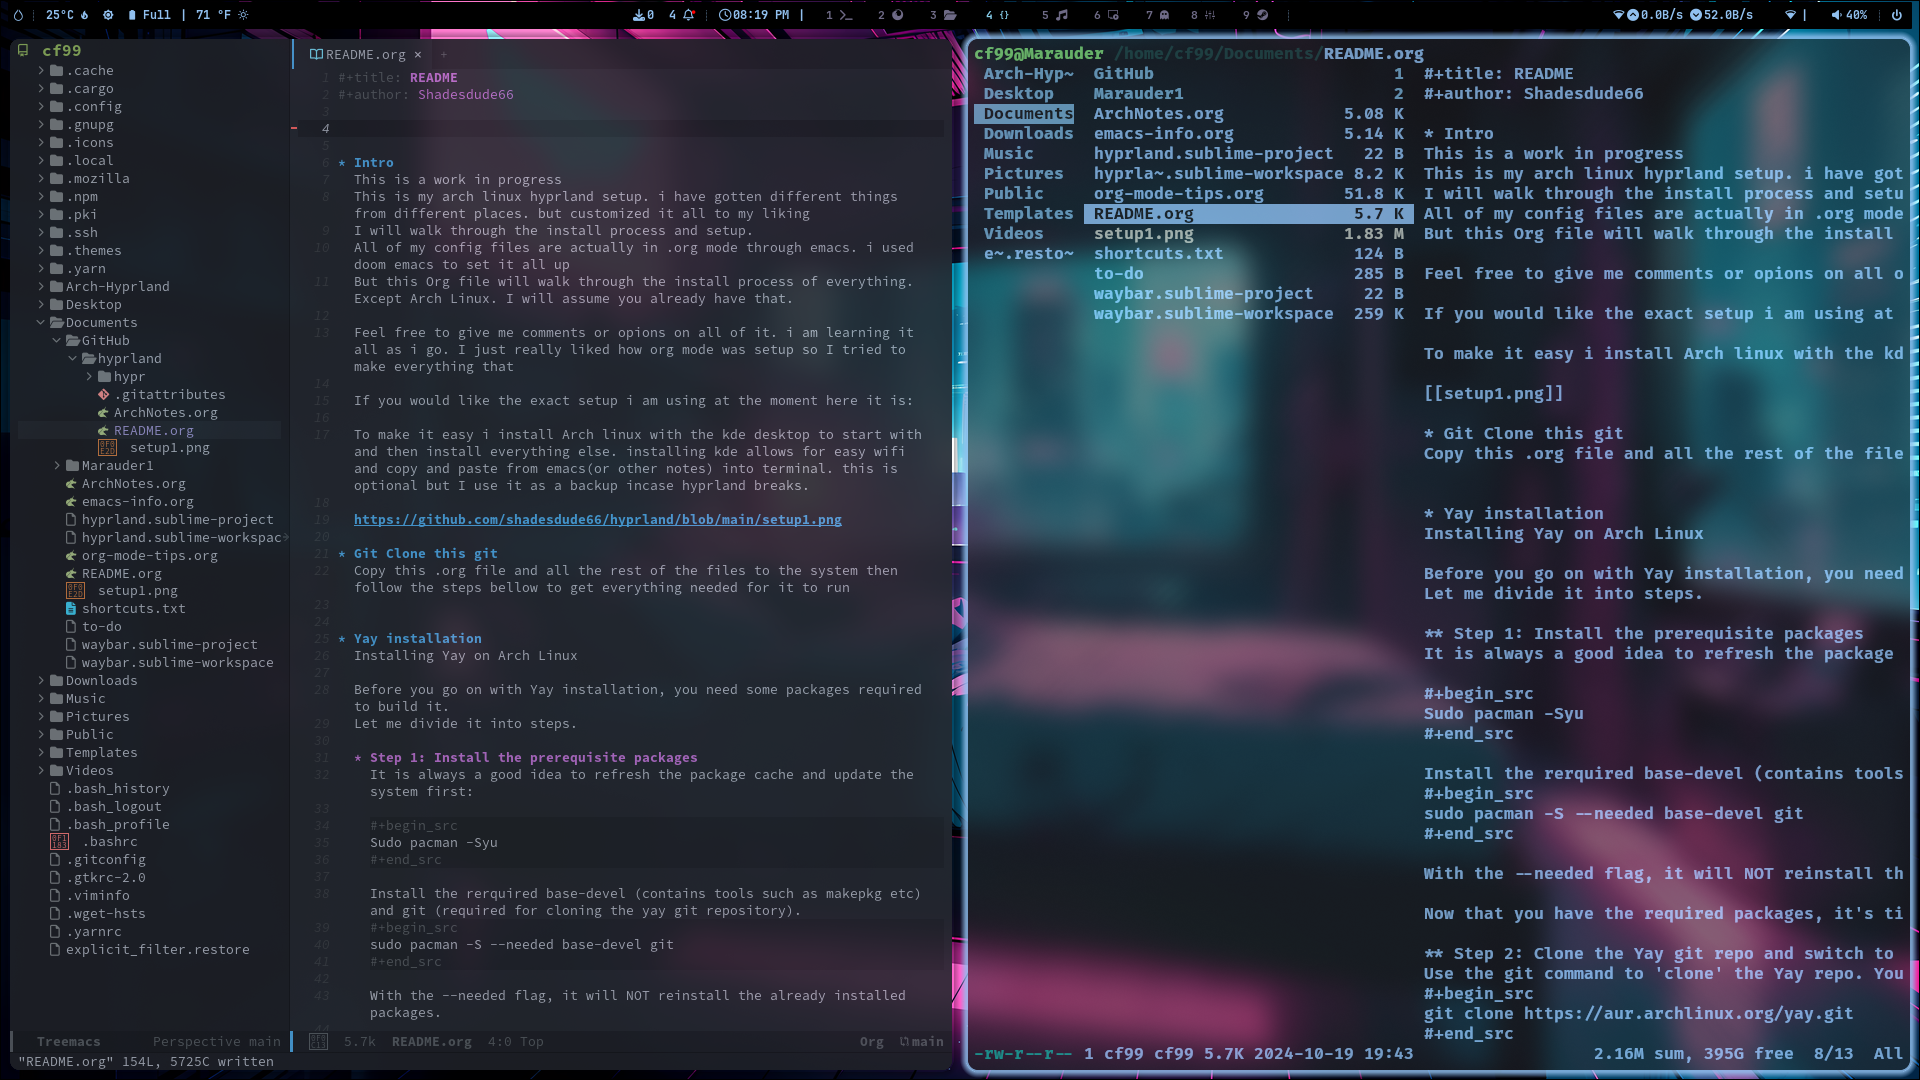 25°C Full | 71 °F 0 4 08:19 PM | 1 2 3 4 5 6 7 8 9 0.0B/s 52.0B/s | 40%
cf99
.cache
.cargo
.config
.gnupg
.icons
.local
.mozilla
.npm
.pki
.ssh
.themes
.yarn
Arch-Hyprland
Desktop
Documents
GitHub
hyprland
hypr
.gitattributes
ArchNotes.org
README.org
setup1.png
Marauder1
ArchNotes.org
emacs-info.org
hyprland.sublime-project
hyprland.sublime-workspac
org-mode-tips.org
README.org
setup1.png
shortcuts.txt
to-do
waybar.sublime-project
waybar.sublime-workspace
Downloads
Music
Pictures
Public
Templates
Videos
.bash_history
.bash_logout
.bash_profile
.bashrc
.gitconfig
.gtkrc-2.0
.viminfo
.wget-hsts
.yarnrc
explicit_filter.restore
Treemacs Perspective main
"README.org" 154L, 5725C written
README.org × +
1 #+title: README
2 #+author: Shadesdude66
3
4
5
6 * Intro
7 This is a work in progress
8 This is my arch linux hyprland setup. i have gotten different things
from different places. but customized it all to my liking
9 I will walk through the install process and setup.
10 All of my config files are actually in .org mode through emacs. i used
doom emacs to set it all up
11 But this Org file will walk through the install process of everything.
Except Arch Linux. I will assume you already have that.
12
13 Feel free to give me comments or opions on all of it. i am learning it
all as i go. I just really liked how org mode was setup so I tried to
make everything that
14
15 If you would like the exact setup i am using at the moment here it is:
16
17 To make it easy i install Arch linux with the kde desktop to start with
and then install everything else. installing kde allows for easy wifi
and copy and paste from emacs(or other notes) into terminal. this is
optional but I use it as a backup incase hyprland breaks.
18
19 https://github.com/shadesdude66/hyprland/blob/main/setup1.png
20
21 * Git Clone this git
22 Copy this .org file and all the rest of the files to the system then
follow the steps bellow to get everything needed for it to run
23
24
25 * Yay installation
26 Installing Yay on Arch Linux
27
28 Before you go on with Yay installation, you need some packages required
to build it.
29 Let me divide it into steps.
30
31 * Step 1: Install the prerequisite packages
32 It is always a good idea to refresh the package cache and update the
system first:
33
34 #+begin_src
35 Sudo pacman -Syu
36 #+end_src
37
38 Install the rerquired base-devel (contains tools such as makepkg etc)
and git (required for cloning the yay git repository).
39 #+begin_src
40 sudo pacman -S --needed base-devel git
41 #+end_src
42
43 With the --needed flag, it will NOT reinstall the already installed
packages.
44
5.7k README.org 4:0 Top Org main
cf99@Marauder /home/cf99/Documents/README.org
Arch-Hyp~
Desktop
Documents
Downloads
Music
Pictures
Public
Templates
Videos
e~.resto~
GitHub 1
Marauder1 2
ArchNotes.org 5.08 K
emacs-info.org 5.14 K
hyprland.sublime-project 22 B
hyprla~.sublime-workspace 8.2 K
org-mode-tips.org 51.8 K
README.org 5.7 K
setup1.png 1.83 M
shortcuts.txt 124 B
to-do 285 B
waybar.sublime-project 22 B
waybar.sublime-workspace 259 K
#+title: README
#+author: Shadesdude66
* Intro
This is a work in progress
This is my arch linux hyprland setup. i have got
I will walk through the install process and setu
All of my config files are actually in .org mode
But this Org file will walk through the install
Feel free to give me comments or opions on all o
If you would like the exact setup i am using at
To make it easy i install Arch linux with the kd
[[setup1.png]]
* Git Clone this git
Copy this .org file and all the rest of the file
* Yay installation
Installing Yay on Arch Linux
Before you go on with Yay installation, you need
Let me divide it into steps.
** Step 1: Install the prerequisite packages
It is always a good idea to refresh the package
#+begin_src
Sudo pacman -Syu
#+end_src
Install the rerquired base-devel (contains tools
#+begin_src
sudo pacman -S --needed base-devel git
#+end_src
With the --needed flag, it will NOT reinstall th
Now that you have the required packages, it's ti
** Step 2: Clone the Yay git repo and switch to
Use the git command to 'clone' the Yay repo. You
#+begin_src
git clone https://aur.archlinux.org/yay.git
#+end_src
-rw-r--r-- 1 cf99 cf99 5.7K 2024-10-19 19:43 2.16M sum, 395G free 8/13 All